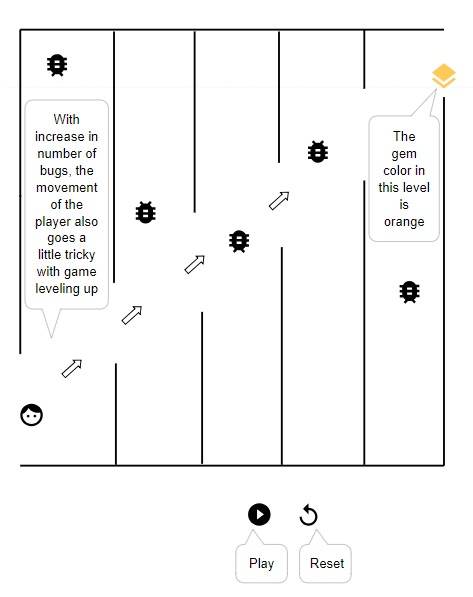 With
increase in
number of
bugs, the
movement
of the
player also
goes a
little tricky
with game
leveling up
The
gem
color in
this level
is
orange
Play
Reset